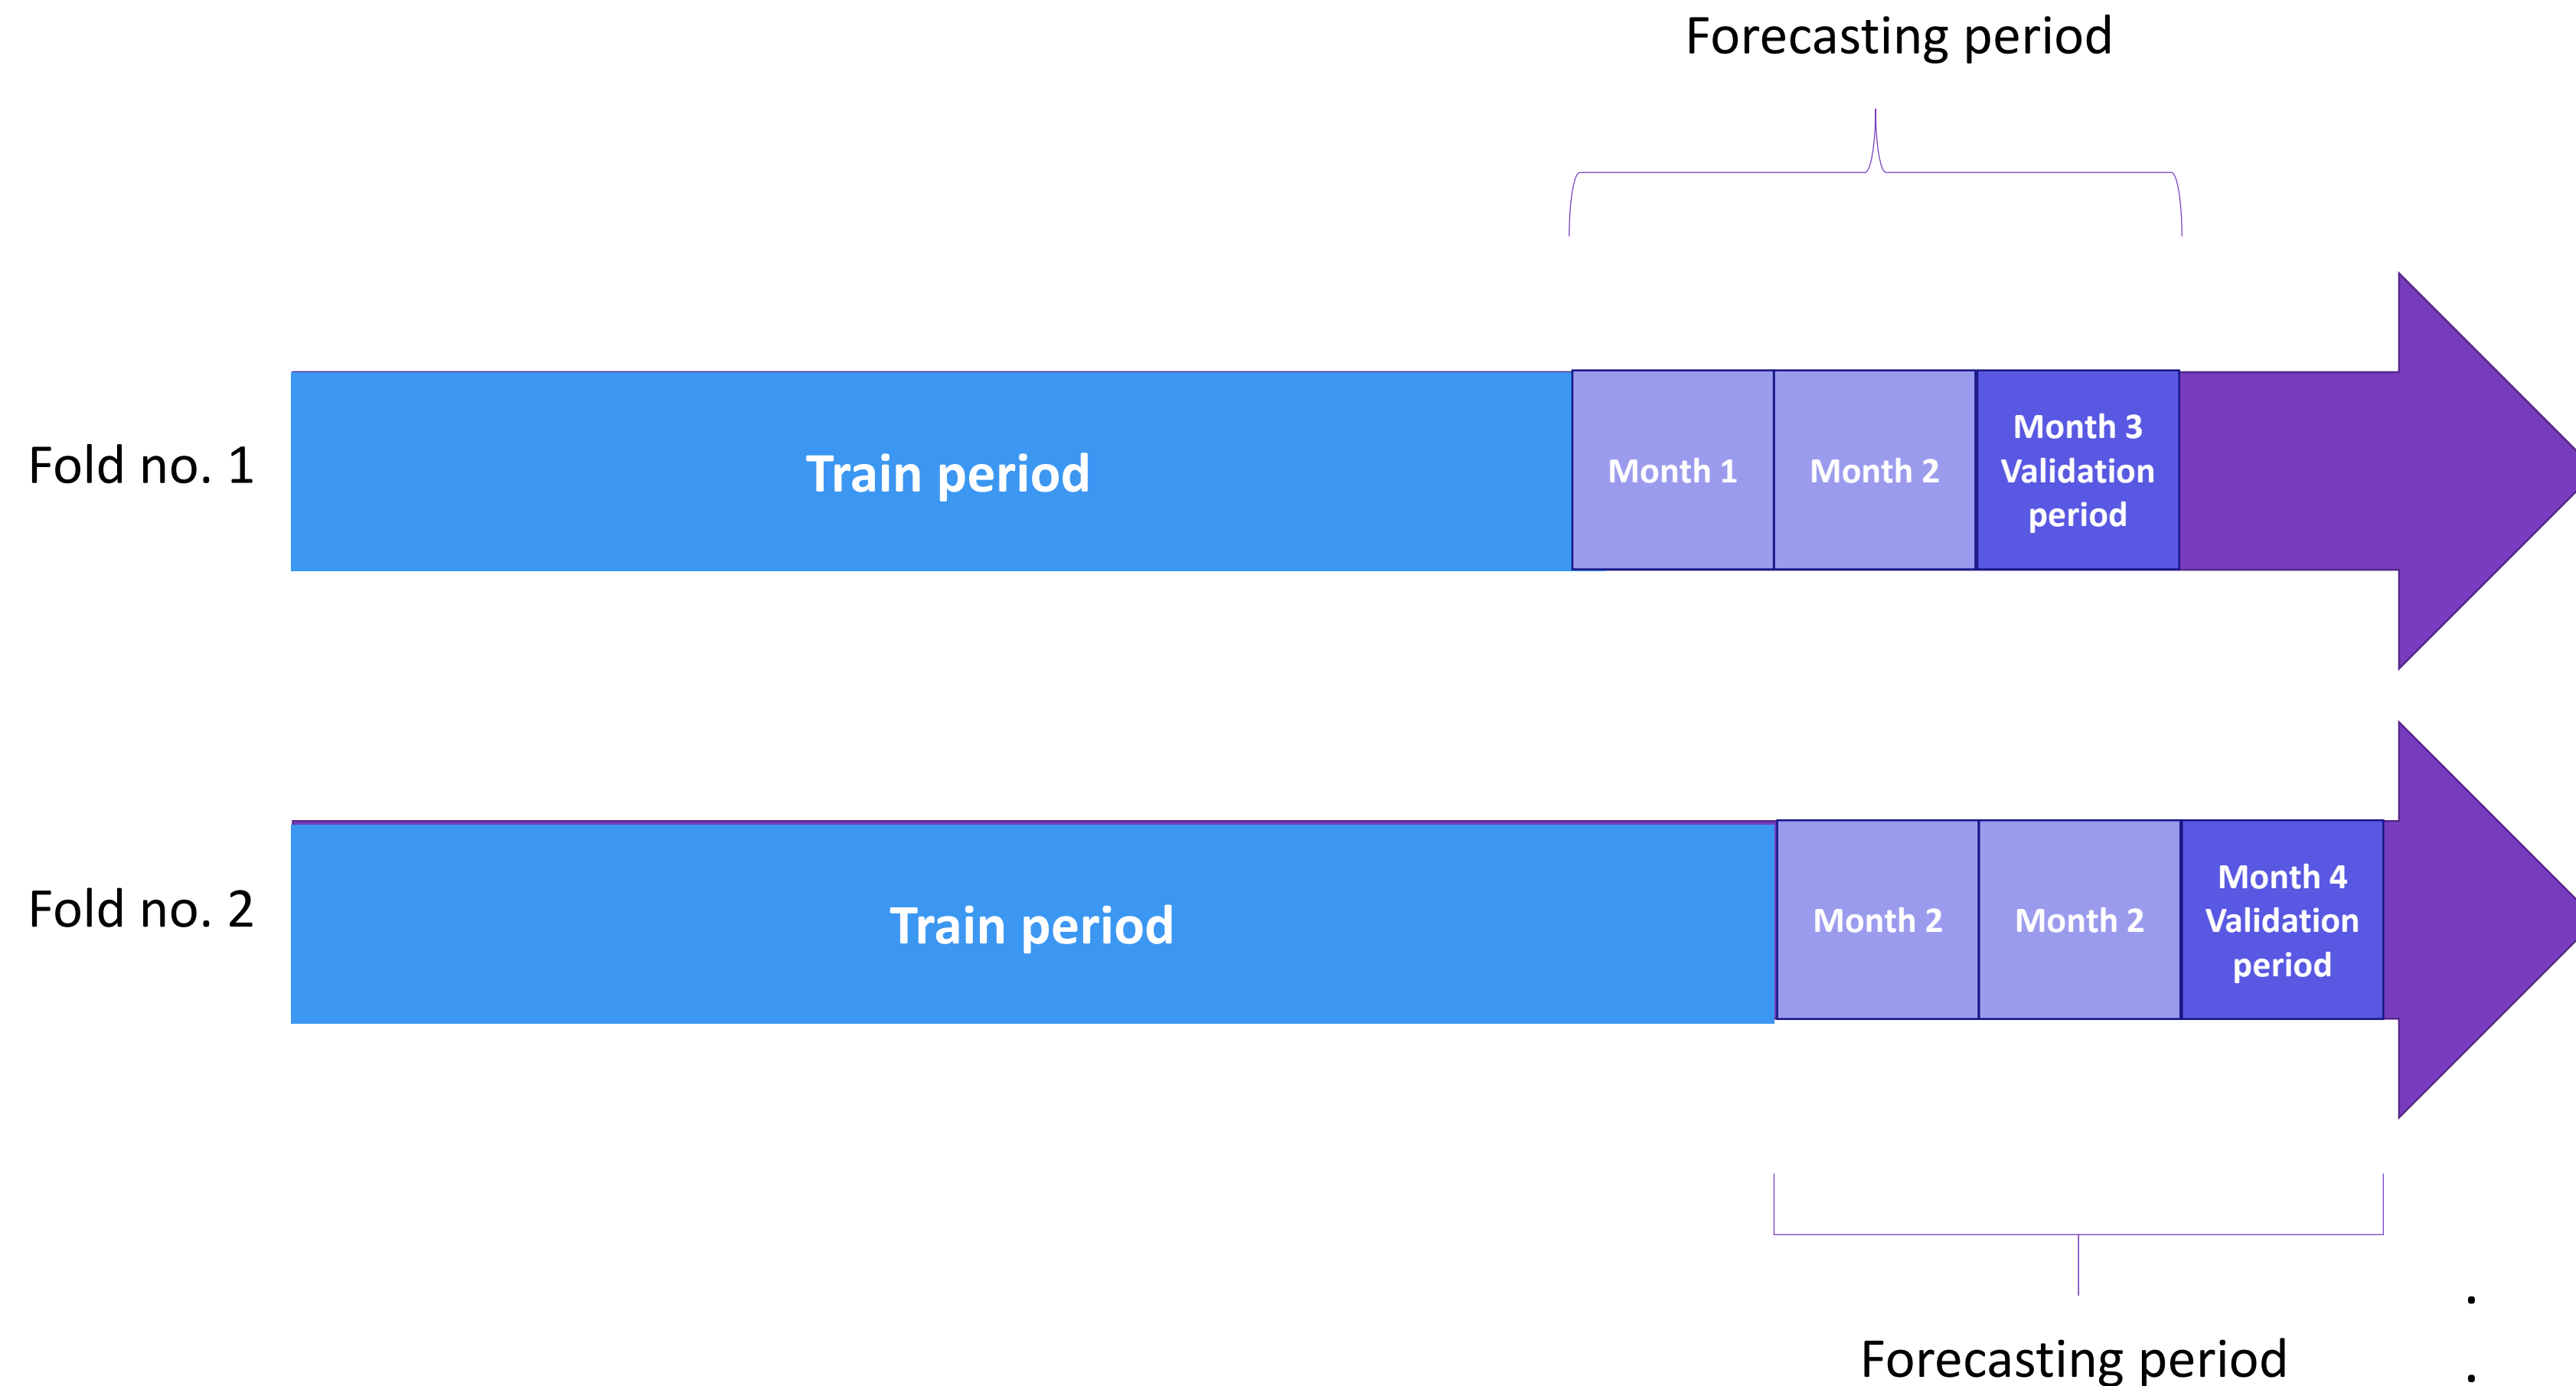 Forecasting period
Fold no. 1
Train period
Month 1
Month 2
Month 3
Validation
period
Fold no. 2
Train period
Month 2
Month 2
Month 4
Validation
period
.
Forecasting period
.